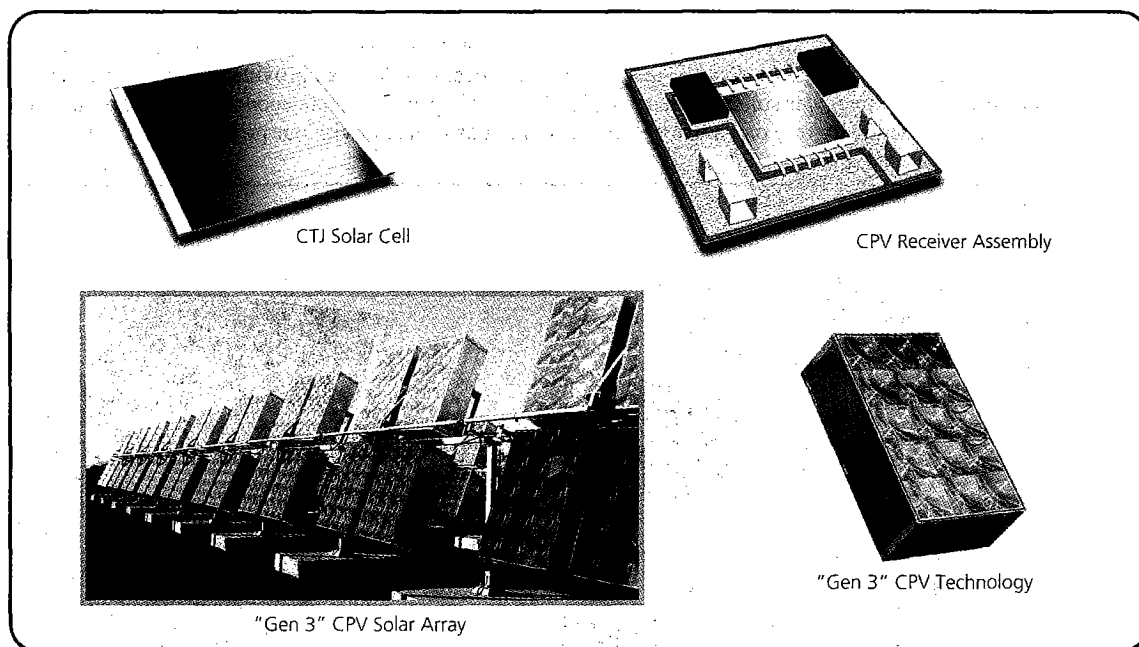 CTJ Solar Cell
CPV Receiver Assembly
"Gen 3" CPV Solar Array
"Gen 3" CPV Technology